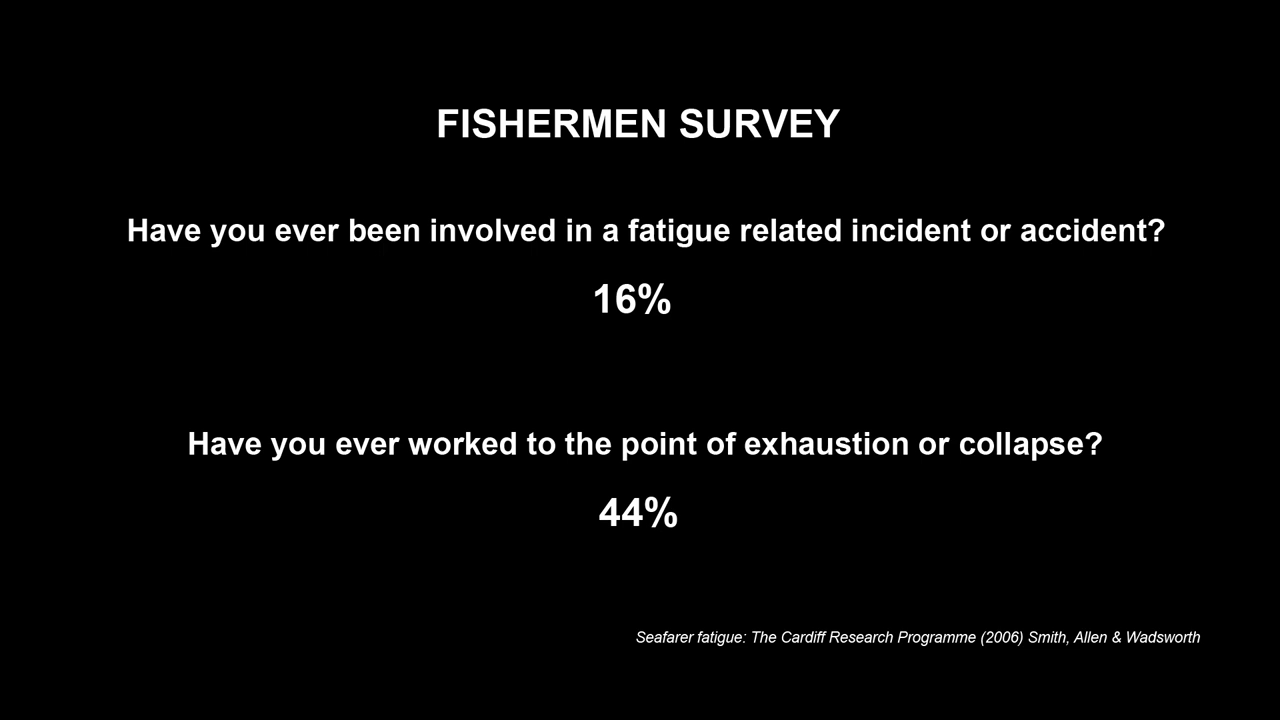 FISHERMEN SURVEY
Have you ever been involved in a fatigue related incident or accident?
16%
Have you ever worked to the point of exhaustion or collapse?
44%
Seafarer fatigue: The Cardiff Research Programme (2006) Smith, Allen & Wadsworth